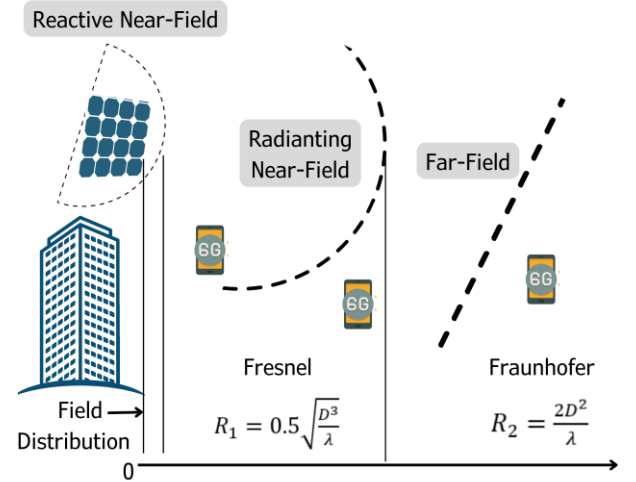 Reactive Near-Field
Radianting
Near-Field
Far-Field
6G
6G
6G
Fresnel
Fraunhofer
Field
Distribution
R₁ = 0.5√(D³/λ)
R₂ = 2D²/λ
0